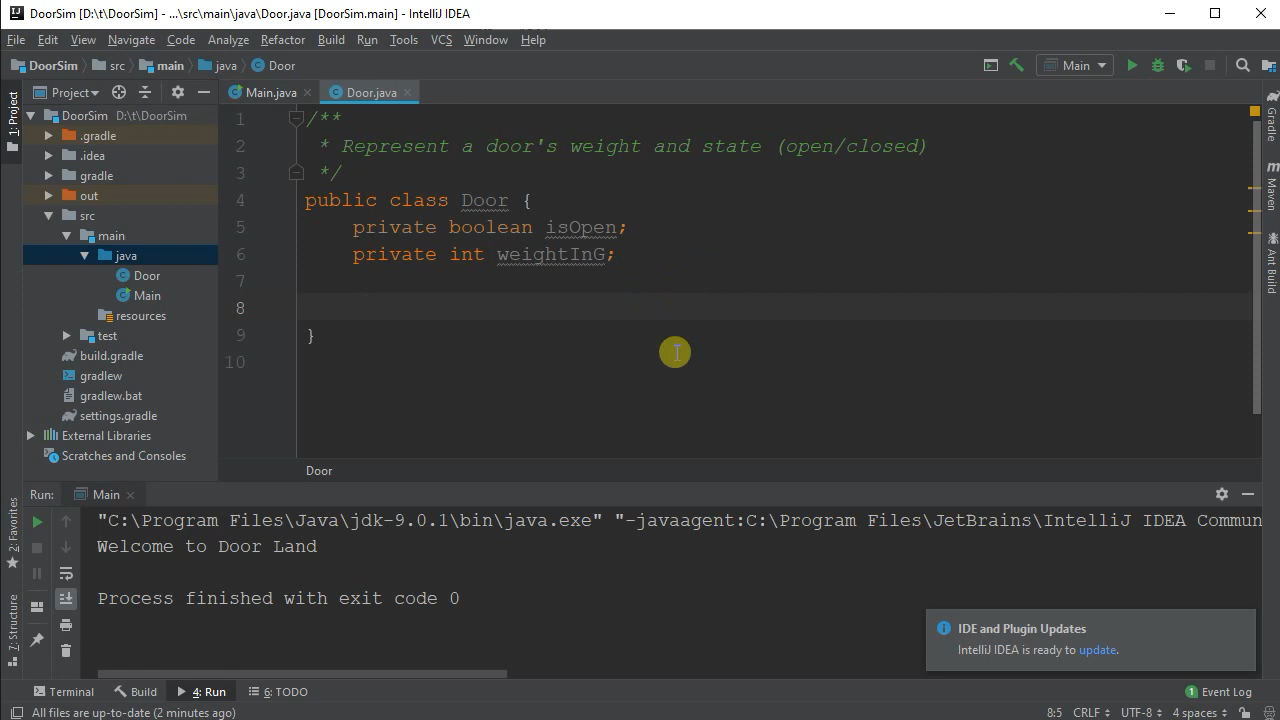 DoorSim [D:\t\DoorSim] - ...\src\main\java\Door.java [DoorSim.main] - IntelliJ IDEA
File Edit View Navigate Code Analyze Refactor Build Run Tools VCS Window Help
DoorSim src main java Door Main
1: Project
Project
Main.java Door.java
DoorSim D:\t\DoorSim
.gradle
.idea
gradle
out
src
main
java
Door
Main
resources
test
build.gradle
gradlew
gradlew.bat
settings.gradle
External Libraries
Scratches and Consoles
1 /**
2 * Represent a door's weight and state (open/closed)
3 */
4 public class Door {
5 private boolean isOpen;
6 private int weightInG;
7
8
9 }
10
Door
Gradle
m Maven
Ant Build
Run: Main
2: Favorites
7: Structure
"C:\Program Files\Java\jdk-9.0.1\bin\java.exe" "-javaagent:C:\Program Files\JetBrains\IntelliJ IDEA Commun
Welcome to Door Land
Process finished with exit code 0
IDE and Plugin Updates
IntelliJ IDEA is ready to update.
Terminal Build 4: Run 6: TODO 1 Event Log
All files are up-to-date (2 minutes ago) 8:5 CRLF UTF-8 4 spaces